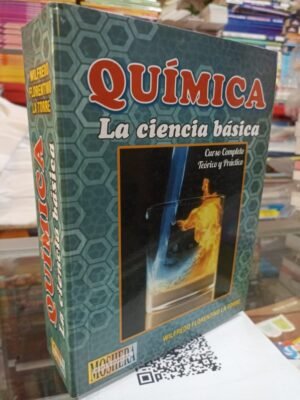 QUÍMICA
La ciencia básica
Curso Completo
Teórico y Práctico
WILFREDO FLORENTINO LA TORRE
MOSHERA
WILFREDO
FLORENTINO
LA TORRE
QUÍMICA
La ciencia básica